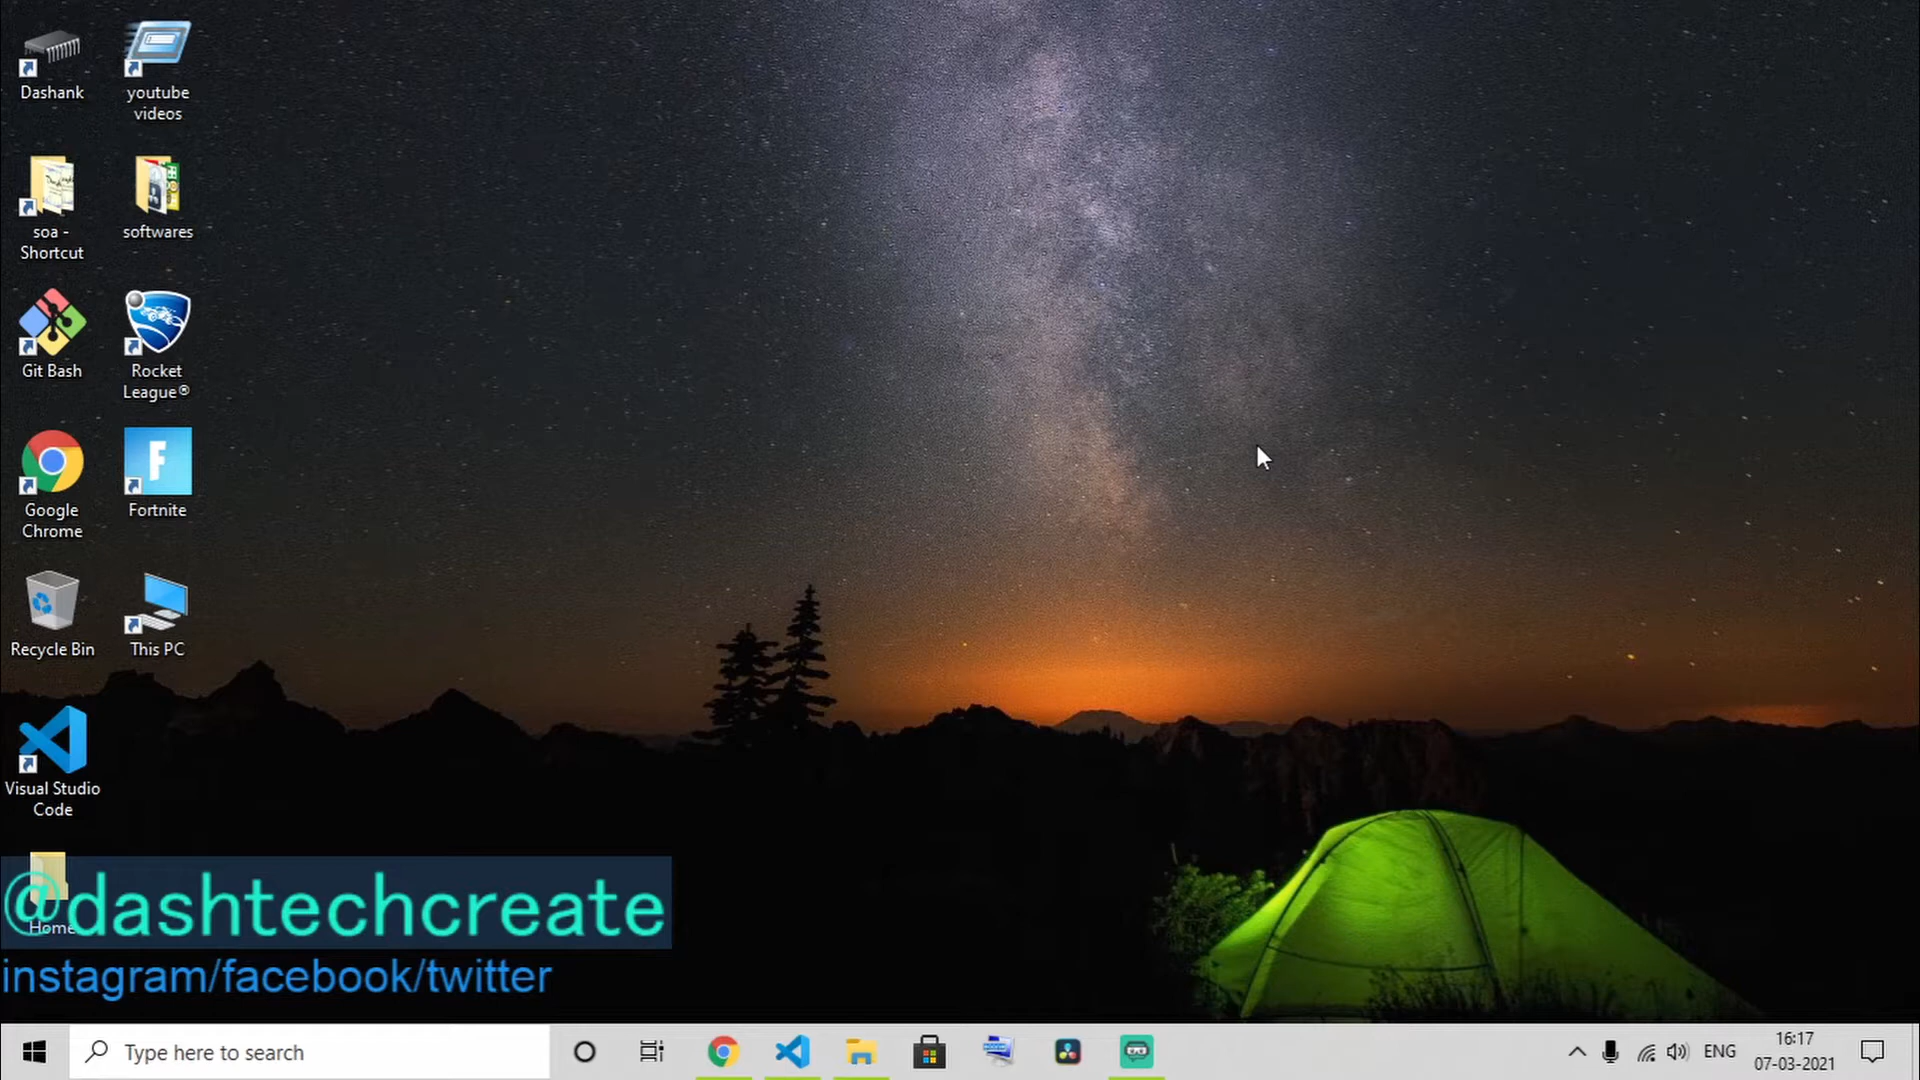 Dashank
youtube
videos
soa -
Shortcut
softwares
Git Bash
Rocket
League®
Google
Chrome
F
Fortnite
Recycle Bin
This PC
Visual Studio
Code
Home
@dashtechcreate
instagram/facebook/twitter
Type here to search
ENG
16:17
07-03-2021